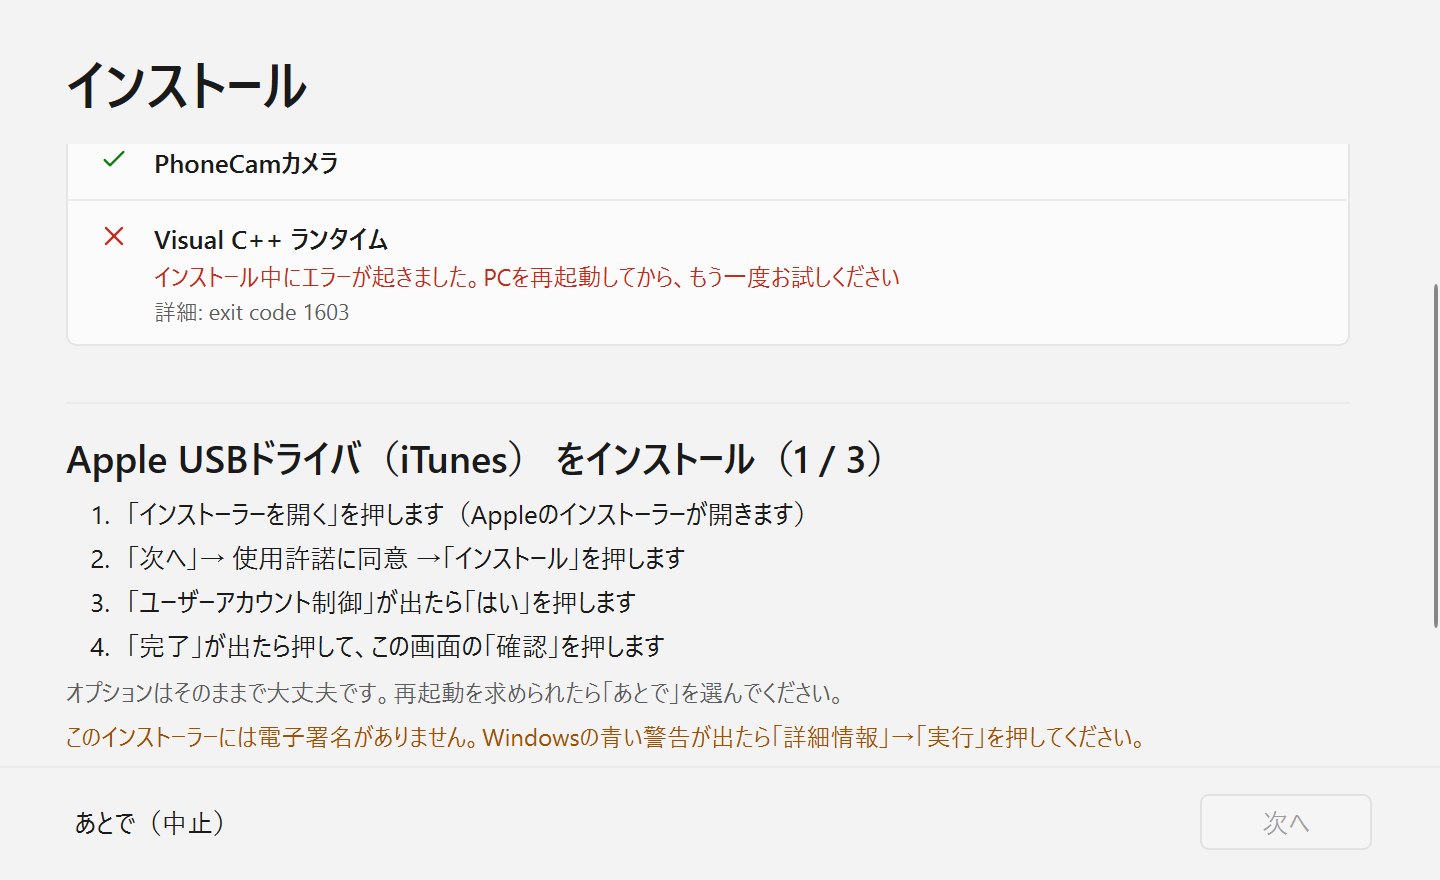 インストール
PhoneCamカメラ
Visual C++ ランタイム
インストール中にエラーが起きました。PCを再起動してから、もう一度お試しください
詳細: exit code 1603
Apple USBドライバ（iTunes） をインストール（1 / 3）
1. 「インストーラーを開く」を押します（Appleのインストーラーが開きます）
2. 「次へ」→ 使用許諾に同意 →「インストール」を押します
3. 「ユーザーアカウント制御」が出たら「はい」を押します
4. 「完了」が出たら押して、この画面の「確認」を押します
オプションはそのままで大丈夫です。再起動を求められたら「あとで」を選んでください。
このインストーラーには電子署名がありません。Windowsの青い警告が出たら「詳細情報」→「実行」を押してください。
あとで（中止）
次へ